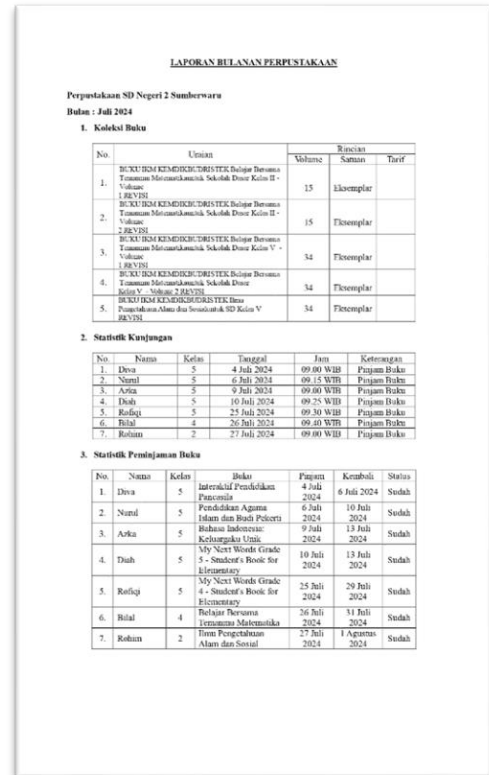 LAPORAN BULANAN PERPUSTAKAAN
Perpustakaan SD Negeri 2 Sumberwaru
Bulan : Juli 2024
1. Koleksi Buku
No. Uraian Rincian
Volume Satuan Tarif
BUKU IKM KEMDIKBUDRISTEK Belajar Bersama
Temanmu Matematikauntuk Sekolah Dasar Kelas II -
Volume
1 REVISI
1. 15 Eksemplar
BUKU IKM KEMDIKBUDRISTEK Belajar Bersama
Temanmu Matematikauntuk Sekolah Dasar Kelas II -
Volume
2 REVISI
2. 15 Eksemplar
BUKU IKM KEMDIKBUDRISTEK Belajar Bersama
Temanmu Matematikauntuk Sekolah Dasar Kelas V -
Volume
1 REVISI
3. 34 Eksemplar
BUKU IKM KEMDIKBUDRISTEK Belajar Bersama
Temanmu Matematikauntuk Sekolah Dasar
Kelas V - Volume 2 REVISI
4. 34 Eksemplar
BUKU IKM KEMDIKBUDRISTEK Ilmu
Pengetahuan Alam dan Sosialuntuk SD Kelas V
REVISI
5. 34 Eksemplar
2. Statistik Kunjungan
No. Nama Kelas Tanggal Jam Keterangan
1. Diva 5 4 Juli 2024 09.00 WIB Pinjam Buku
2. Nurul 5 6 Juli 2024 09.15 WIB Pinjam Buku
3. Azka 5 9 Juli 2024 09.00 WIB Pinjam Buku
4. Diah 5 10 Juli 2024 09.25 WIB Pinjam Buku
5. Rofiqi 5 25 Juli 2024 09.30 WIB Pinjam Buku
6. Bilal 4 26 Juli 2024 09.40 WIB Pinjam Buku
7. Rohim 2 27 Juli 2024 09.00 WIB Pinjam Buku
3. Statistik Peminjaman Buku
No. Nama Kelas Buku Pinjam Kembali Status
1. Diva 5 Interaktif Pendidikan Pancasila 4 Juli 2024 6 Juli 2024 Sudah
2. Nurul 5 Pendidikan Agama Islam dan Budi Pekerti 6 Juli 2024 10 Juli 2024 Sudah
3. Azka 5 Bahasa Indonesia: Keluargaku Unik 9 Juli 2024 13 Juli 2024 Sudah
4. Diah 5 My Next Words Grade 5 - Student's Book for Elementary 10 Juli 2024 13 Juli 2024 Sudah
5. Rofiqi 5 My Next Words Grade 4 - Student's Book for Elementary 25 Juli 2024 29 Juli 2024 Sudah
6. Bilal 4 Belajar Bersama Temanmu Matematika 26 Juli 2024 31 Juli 2024 Sudah
7. Rohim 2 Ilmu Pengetahuan Alam dan Sosial 27 Juli 2024 1 Agustus 2024 Sudah